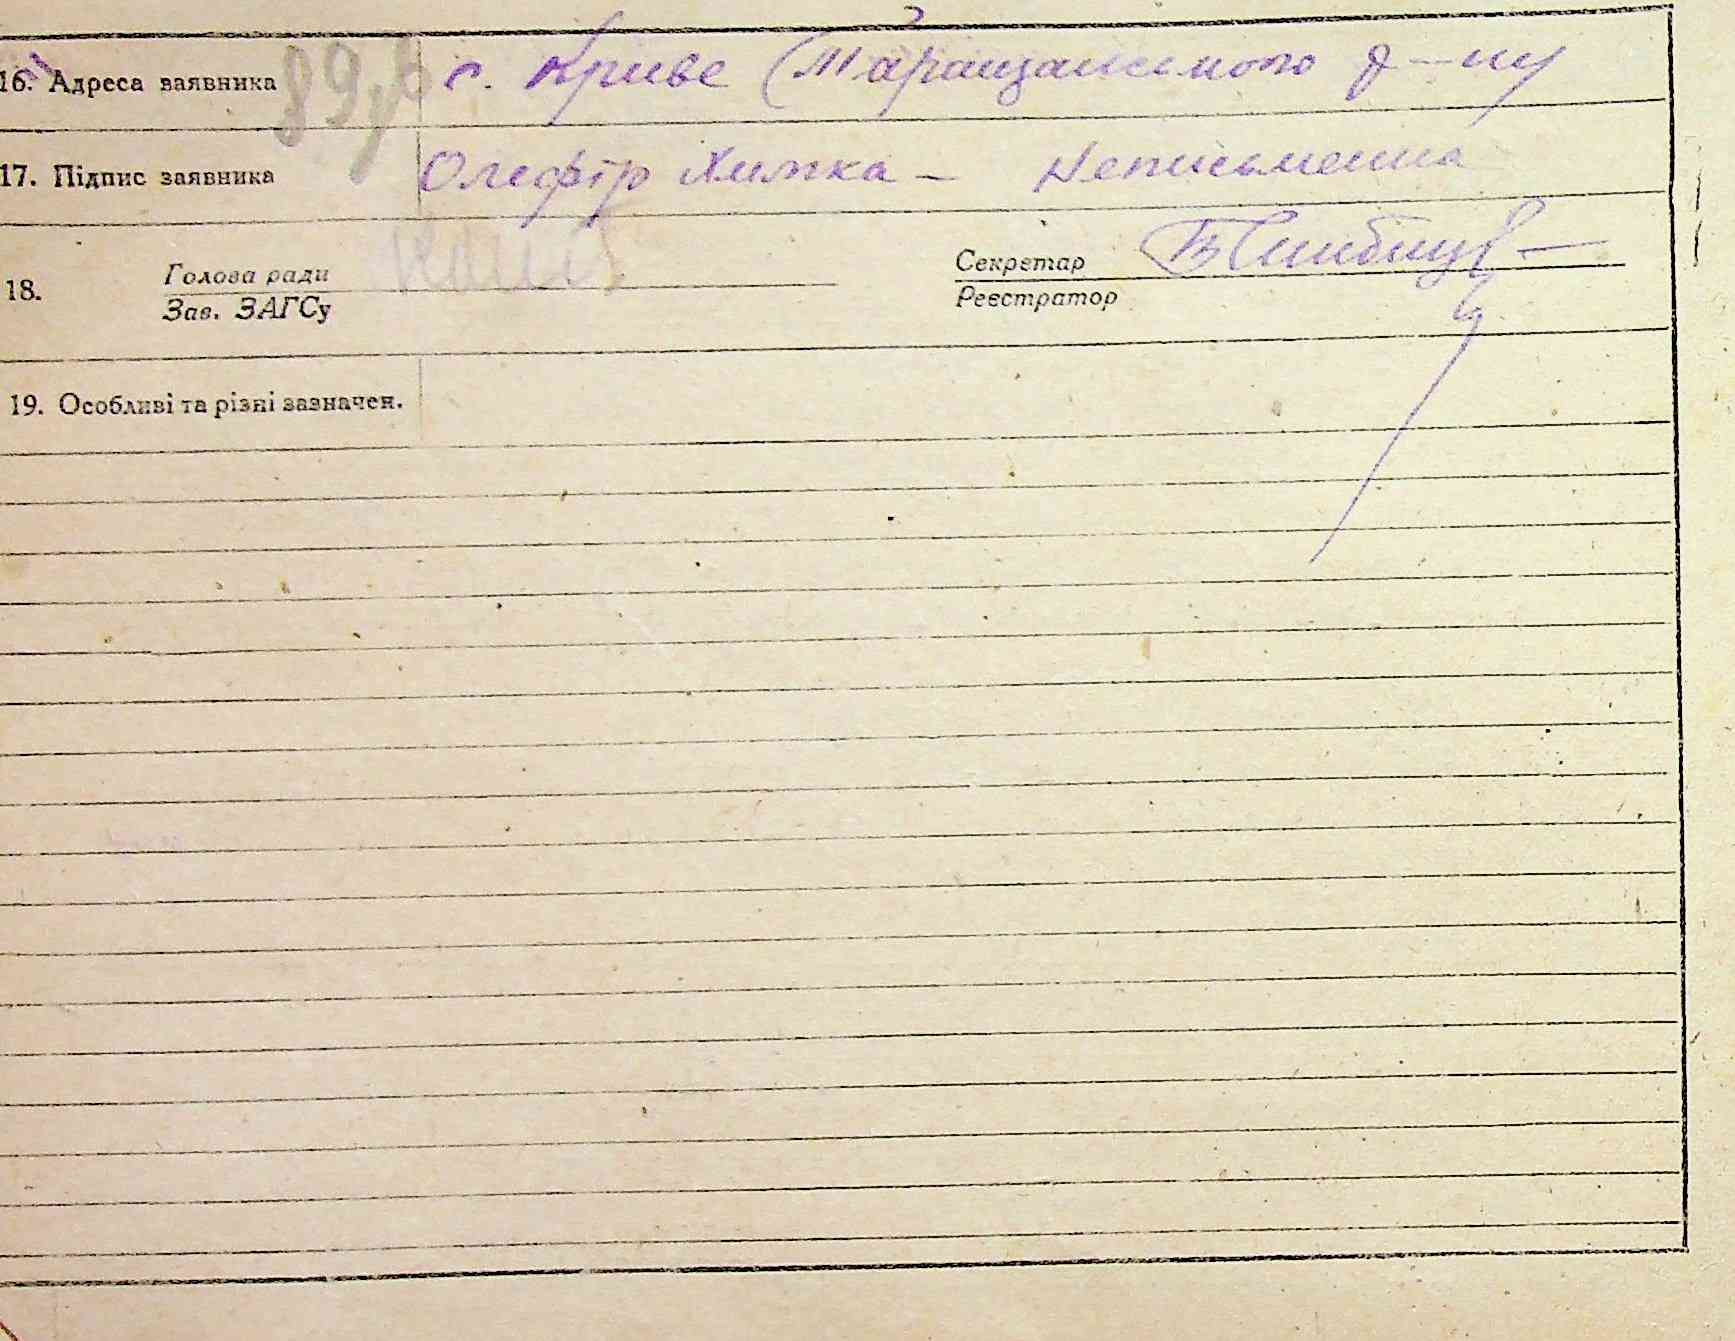 16. Адреса заявника 89 с. Криве Таращанського р-ну
17. Підпис заявника Олефір Химка - Неписьменна
18. Голова ради Секретар
Зав. ЗАГСу Реєстратор
19. Особливі та різні зазначен.